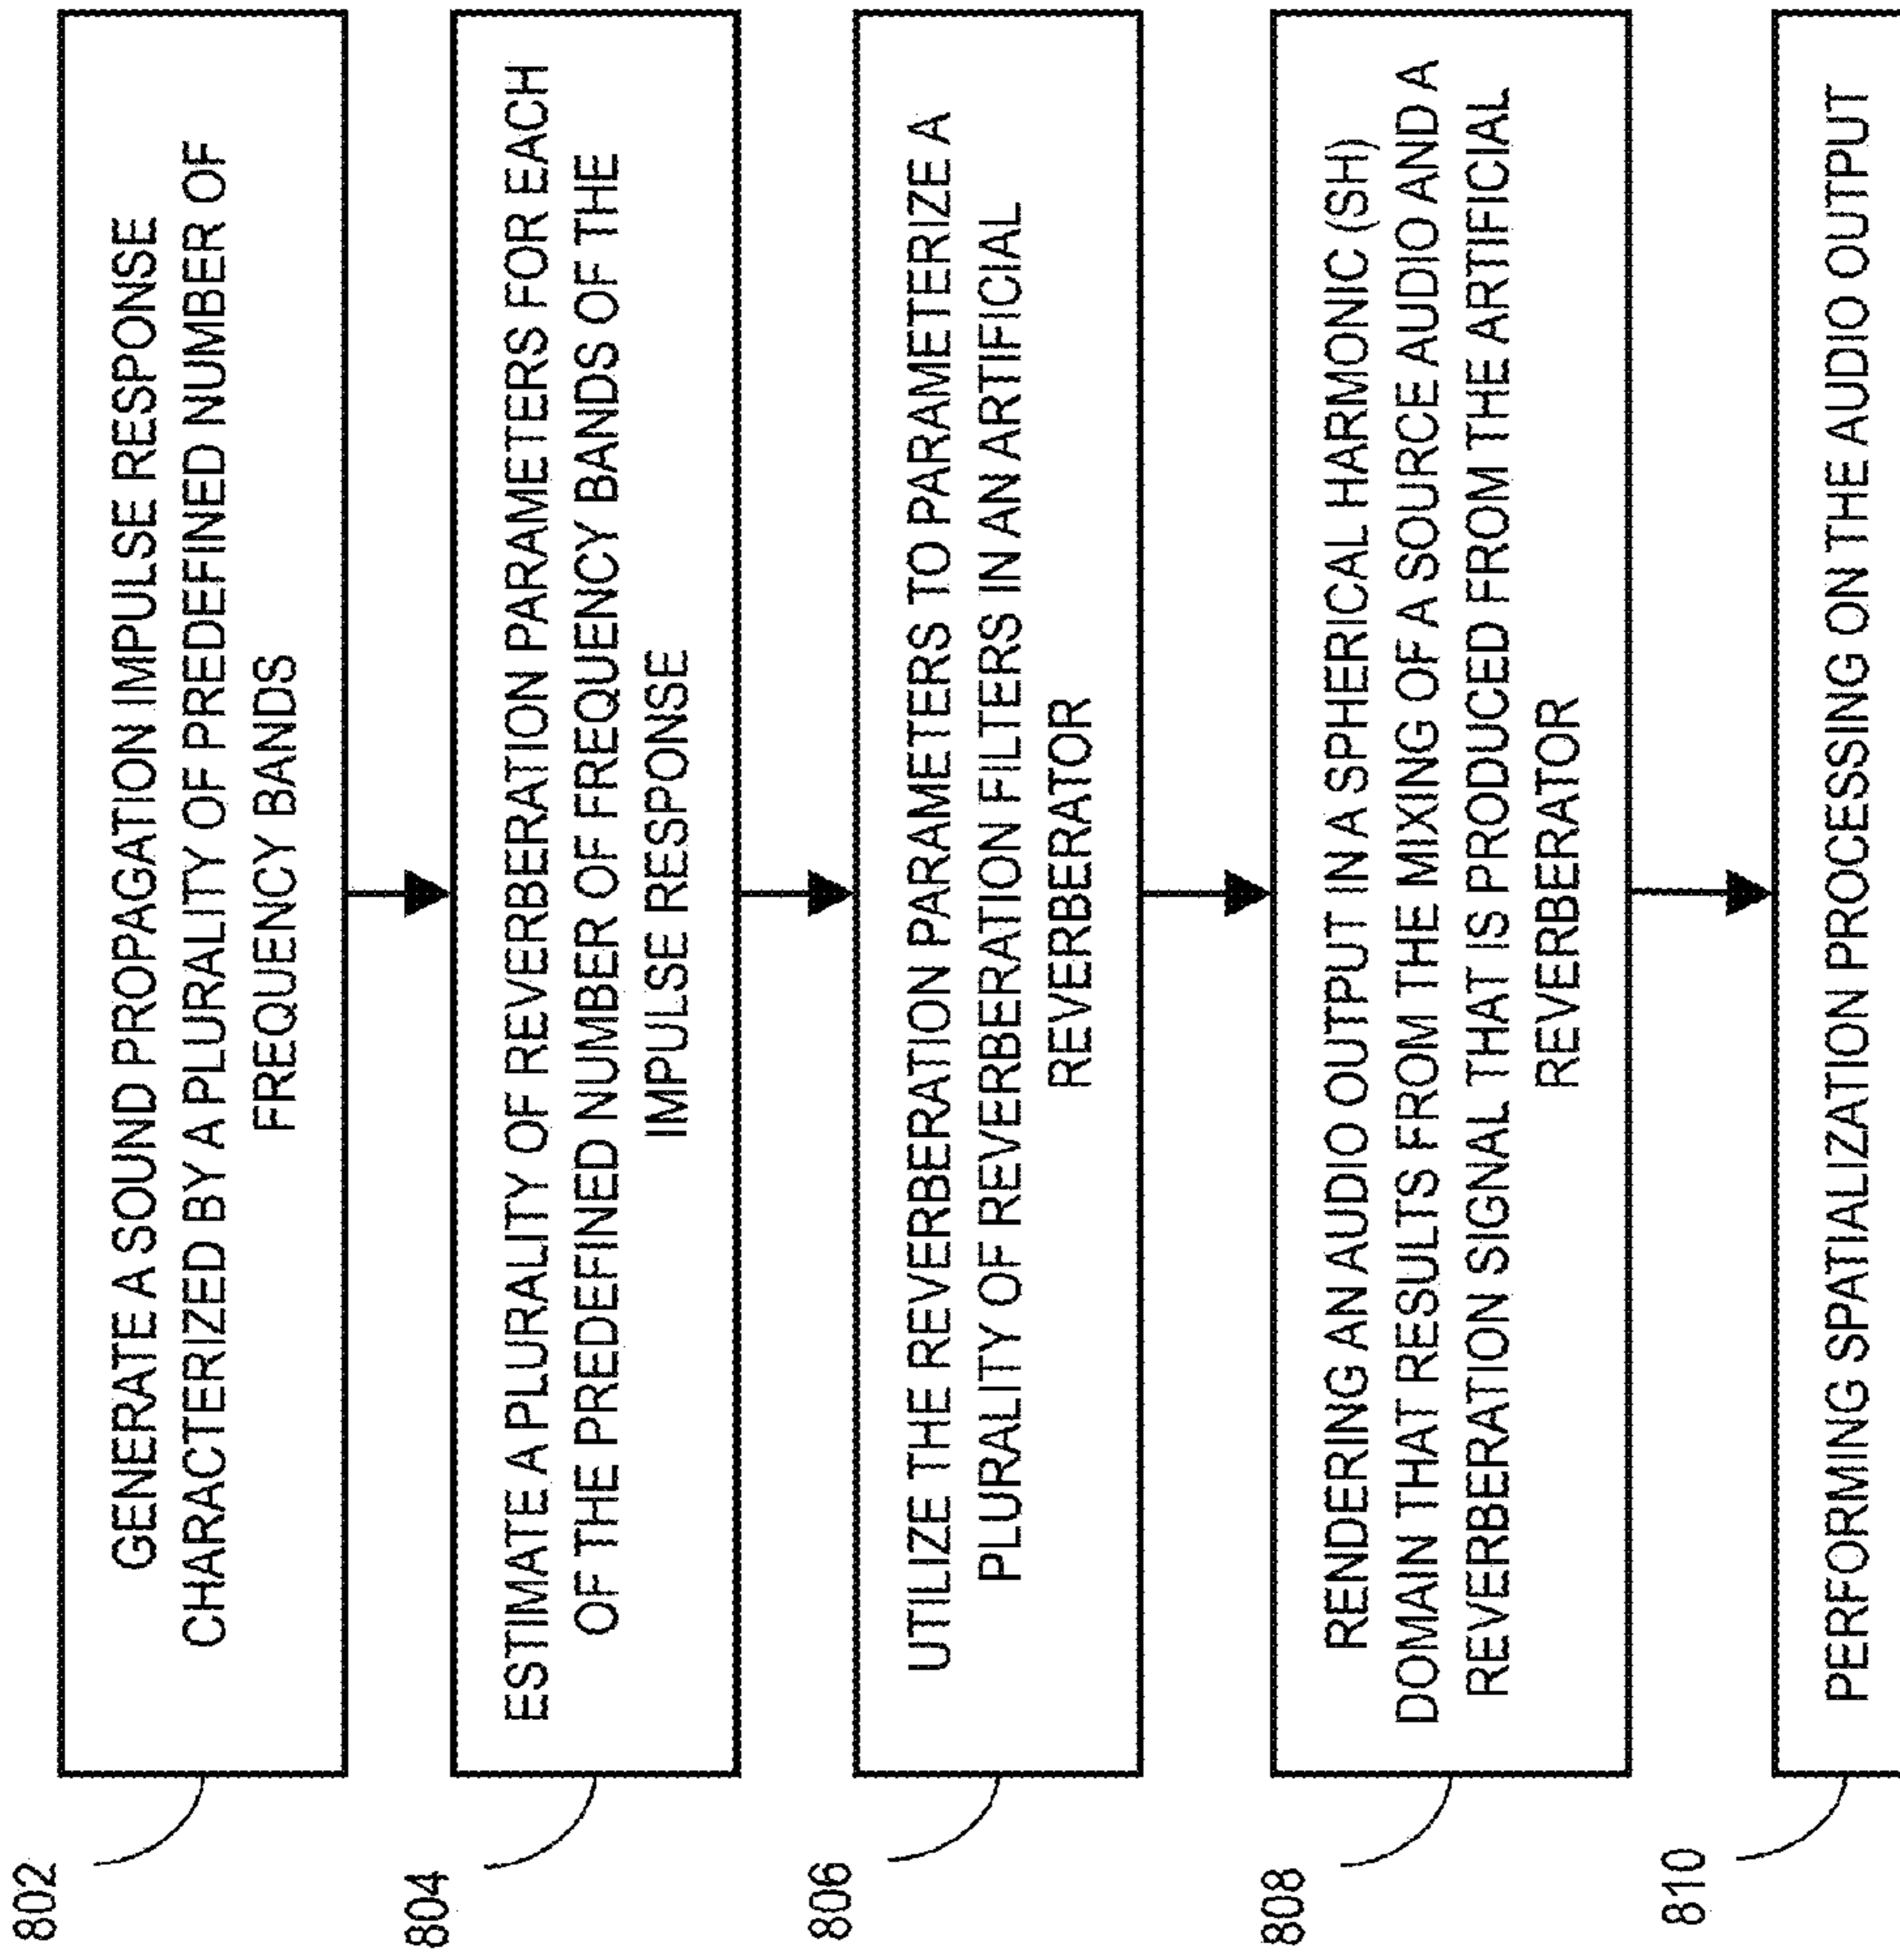 802
GENERATE A SOUND PROPAGATION IMPULSE RESPONSE
CHARACTERIZED BY A PLURALITY OF PREDEFINED NUMBER OF
FREQUENCY BANDS
804
ESTIMATE A PLURALITY OF REVERBERATION PARAMETERS FOR EACH
OF THE PREDEFINED NUMBER OF FREQUENCY BANDS OF THE
IMPULSE RESPONSE
806
UTILIZE THE REVERBERATION PARAMETERS TO PARAMETERIZE A
PLURALITY OF REVERBERATION FILTERS IN AN ARTIFICIAL
REVERBERATOR
808
RENDERING AN AUDIO OUTPUT IN A SPHERICAL HARMONIC (SH)
DOMAIN THAT RESULTS FROM THE MIXING OF A SOURCE AUDIO AND A
REVERBERATION SIGNAL THAT IS PRODUCED FROM THE ARTIFICIAL
REVERBERATOR
810
PERFORMING SPATIALIZATION PROCESSING ON THE AUDIO OUTPUT